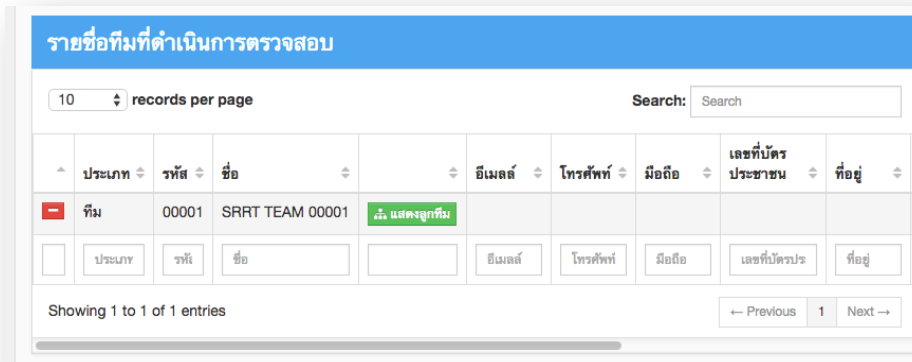 รายชื่อทีมที่ดำเนินการตรวจสอบ
10 records per page Search: Search
ประเภท รหัส ชื่อ อีเมลล์ โทรศัพท์ มือถือ เลขที่บัตร ที่อยู่
ประชาชน
ทีม 00001 SRRT TEAM 00001 แสดงลูกทีม
ประเภท รหั ชื่อ อีเมลล์ โทรศัพท์ มือถือ เลขที่บัตรประ ที่อยู่
Showing 1 to 1 of 1 entries ← Previous 1 Next →